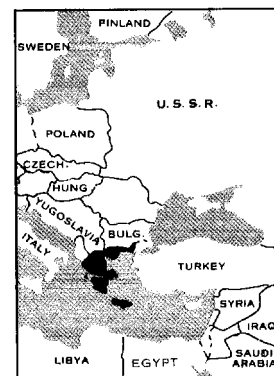 FINLAND
SWEDEN
U. S. S. R.
POLAND
CZECH.
HUNG
YUGOSLAVIA
BULG.
ITALY
TURKEY
SYRIA
IRAQ
SAUDI
ARABIA
LIBYA
EGYPT